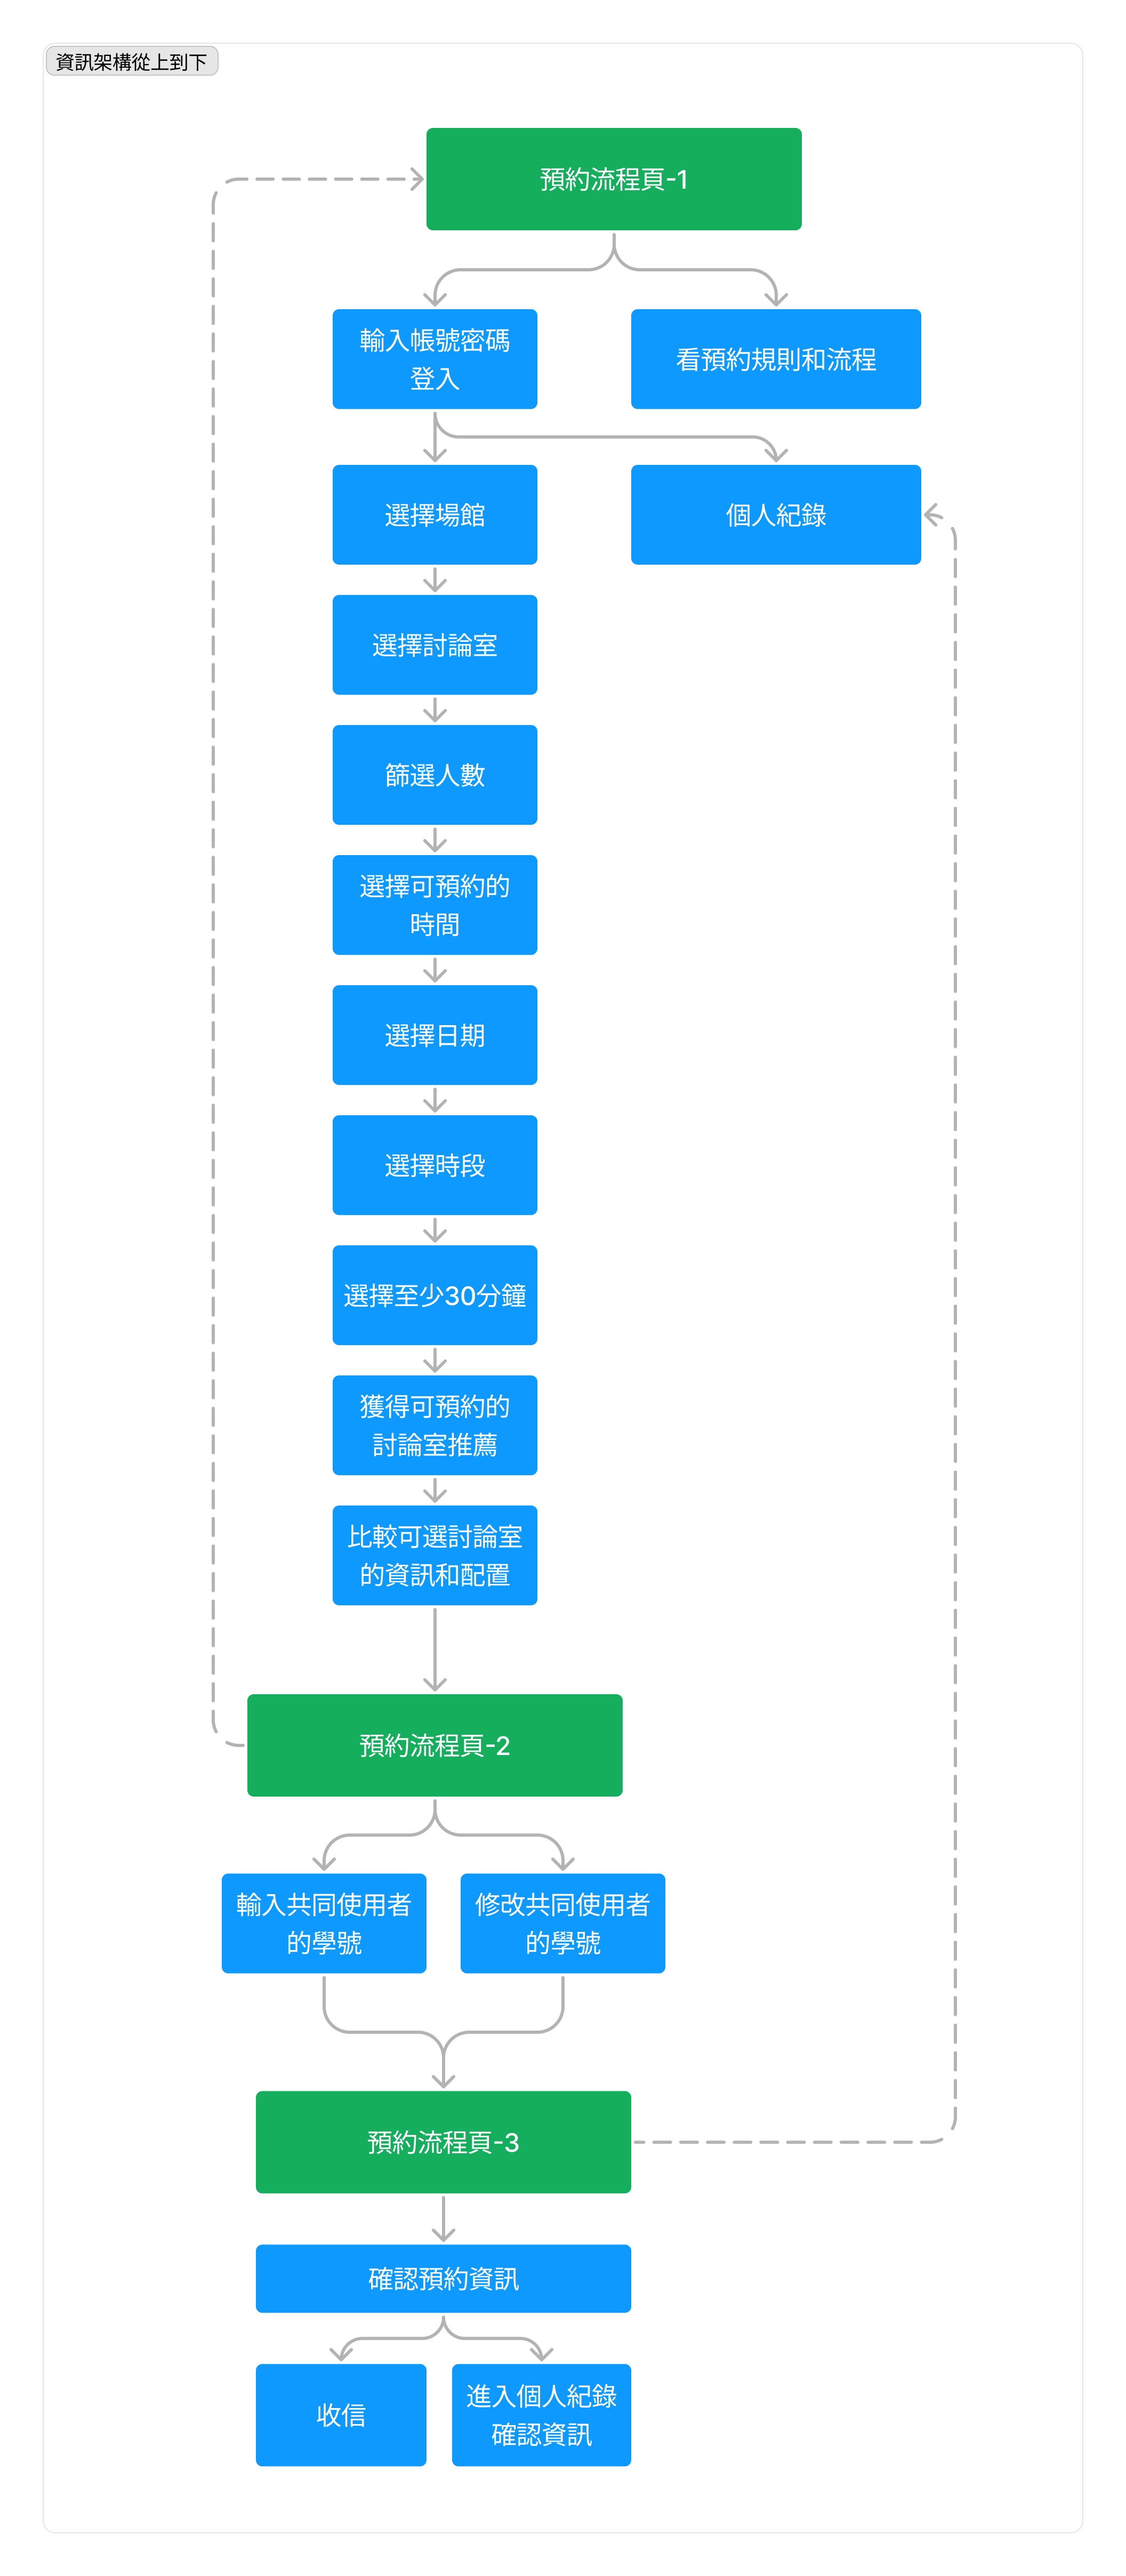 資訊架構從上到下
預約流程頁-1
輸入帳號密碼
登入
看預約規則和流程
選擇場館
個人紀錄
選擇討論室
篩選人數
選擇可預約的
時間
選擇日期
選擇時段
選擇至少30分鐘
獲得可預約的
討論室推薦
比較可選討論室
的資訊和配置
預約流程頁-2
輸入共同使用者
的學號
修改共同使用者
的學號
預約流程頁-3
確認預約資訊
收信
進入個人紀錄
確認資訊